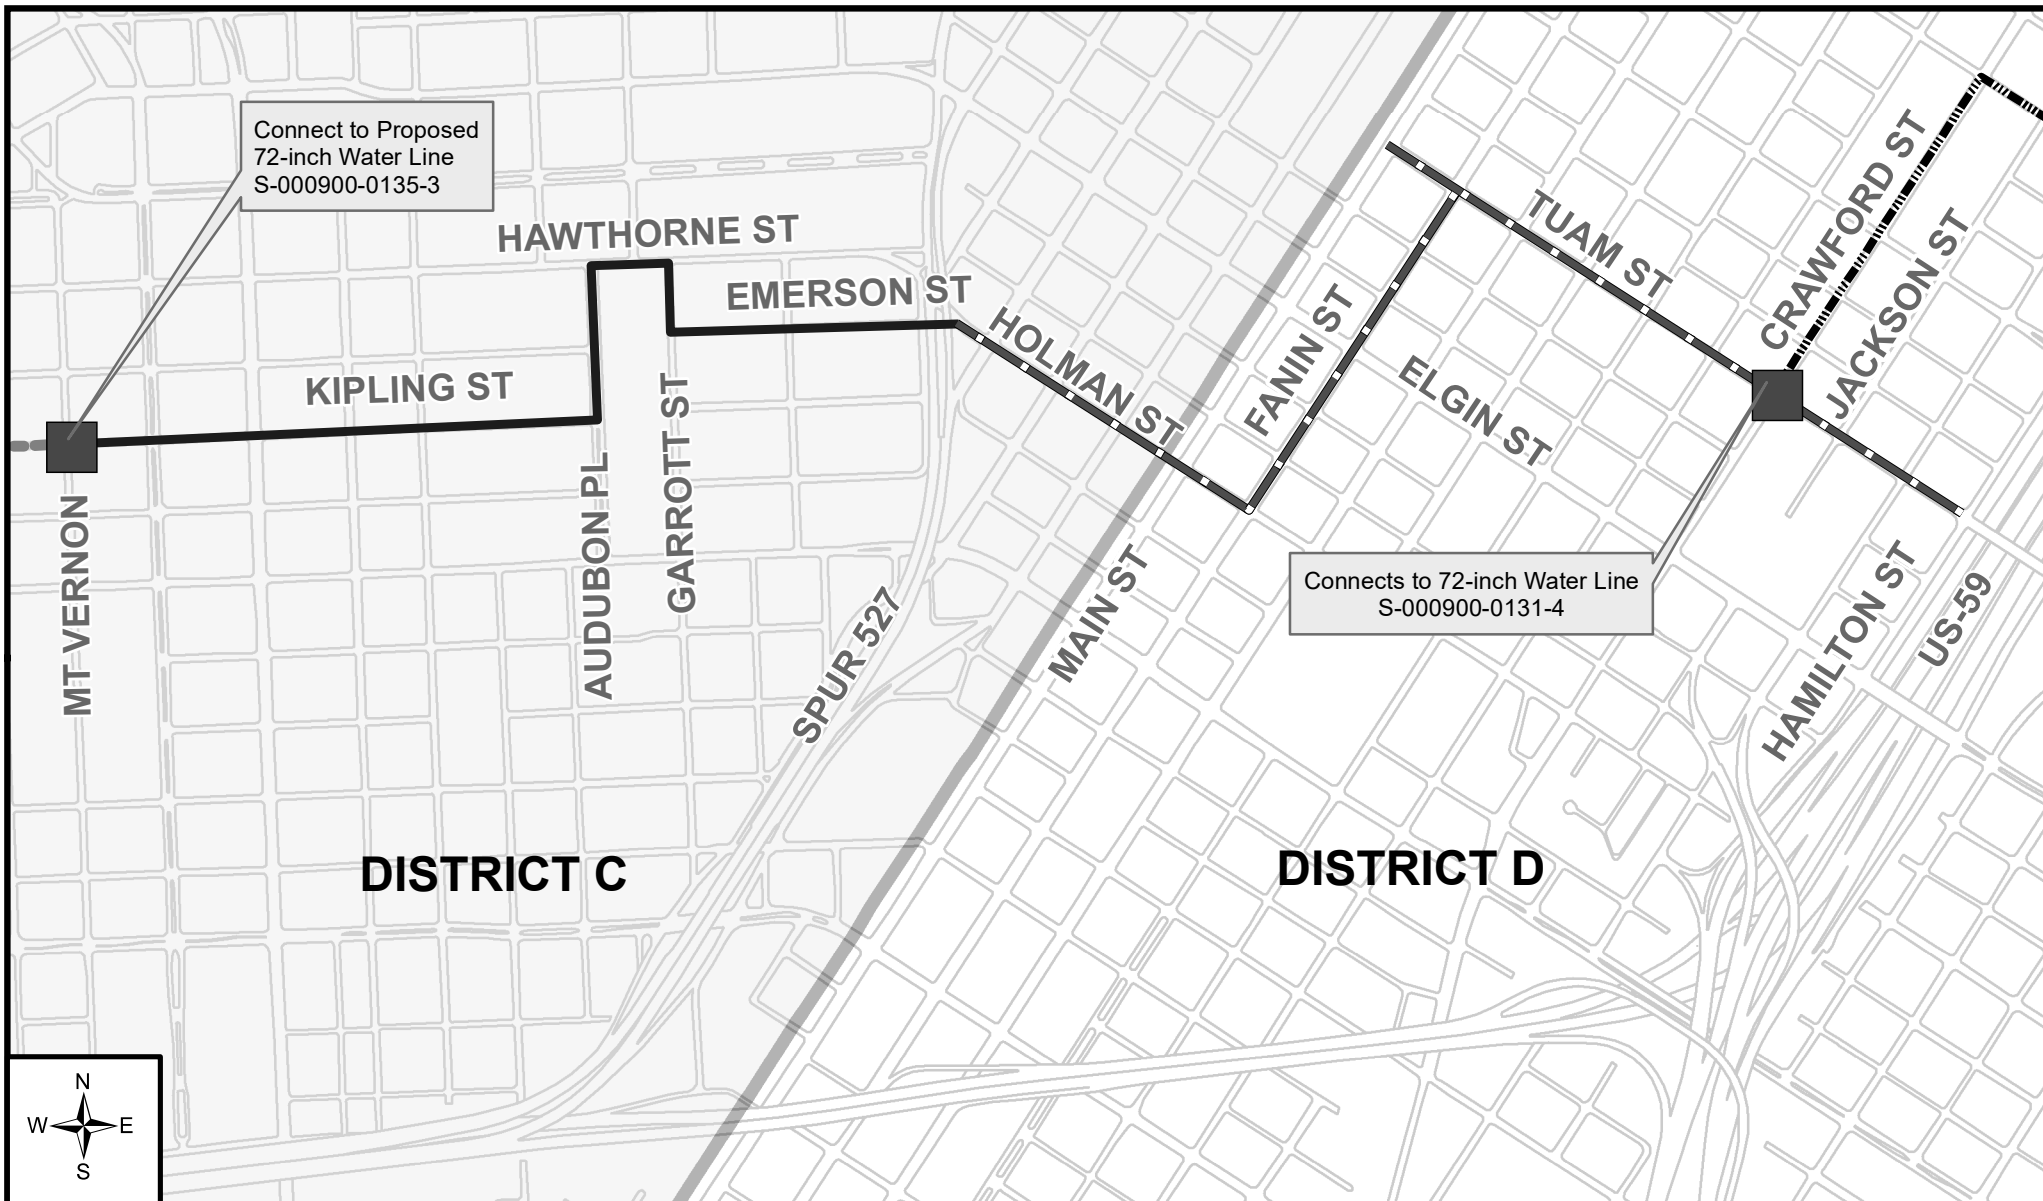 Connect to Proposed
72-inch Water Line
S-000900-0135-3
HAWTHORNE ST
EMERSON ST
KIPLING ST
HOLMAN ST
FANIN ST
TUAM ST
ELGIN ST
CRAWFORD ST
JACKSON ST
MT VERNON
AUDUBON PL
GARROTT ST
SPUR 527
MAIN ST
Connects to 72-inch Water Line
S-000900-0131-4
HAMILTON ST
US-59
DISTRICT C
DISTRICT D
N
W E
S